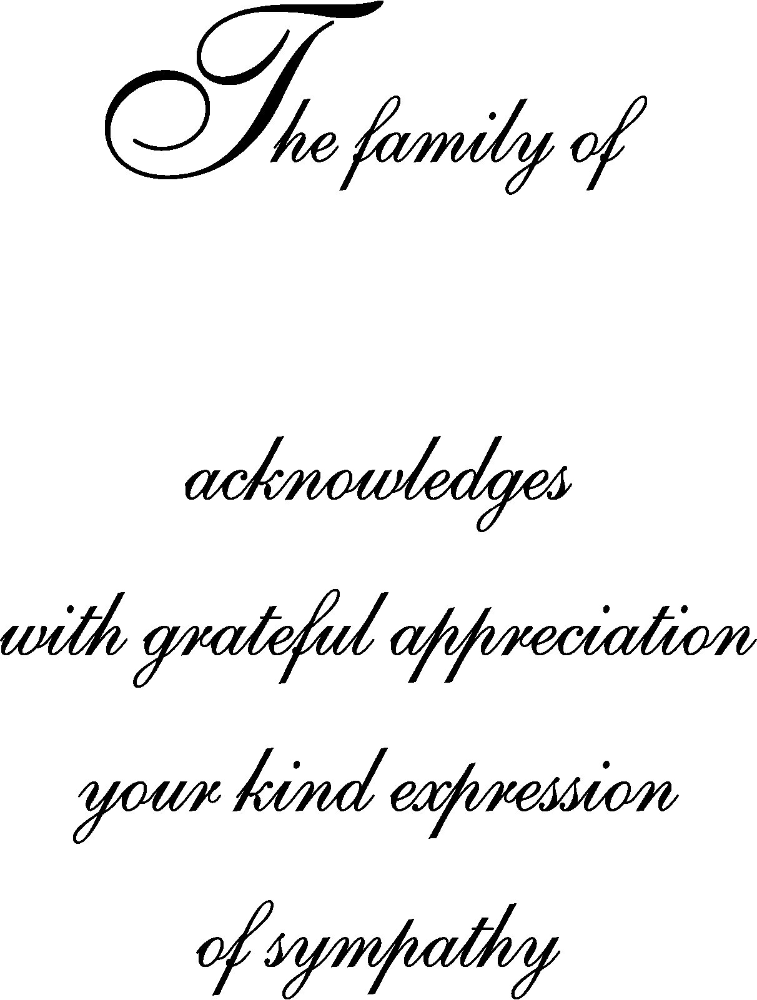 The family of
acknowledges
with grateful appreciation
your kind expression
of sympathy